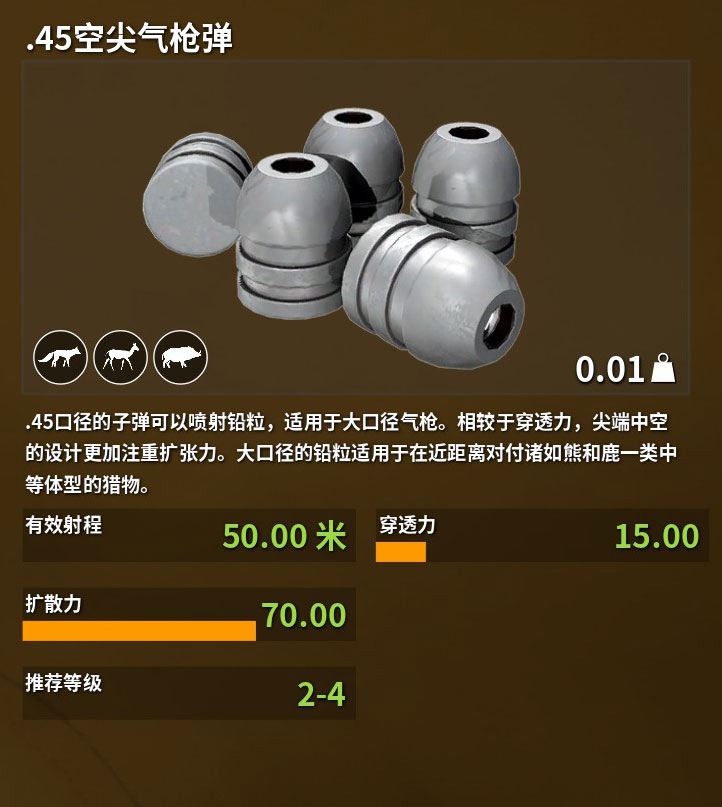 .45空尖气枪弹
0.01
.45口径的子弹可以喷射铅粒，适用于大口径气枪。相较于穿透力，尖端中空
的设计更加注重扩张力。大口径的铅粒适用于在近距离对付诸如熊和鹿一类中
等体型的猎物。
有效射程 50.00 米
穿透力 15.00
扩散力 70.00
推荐等级 2-4